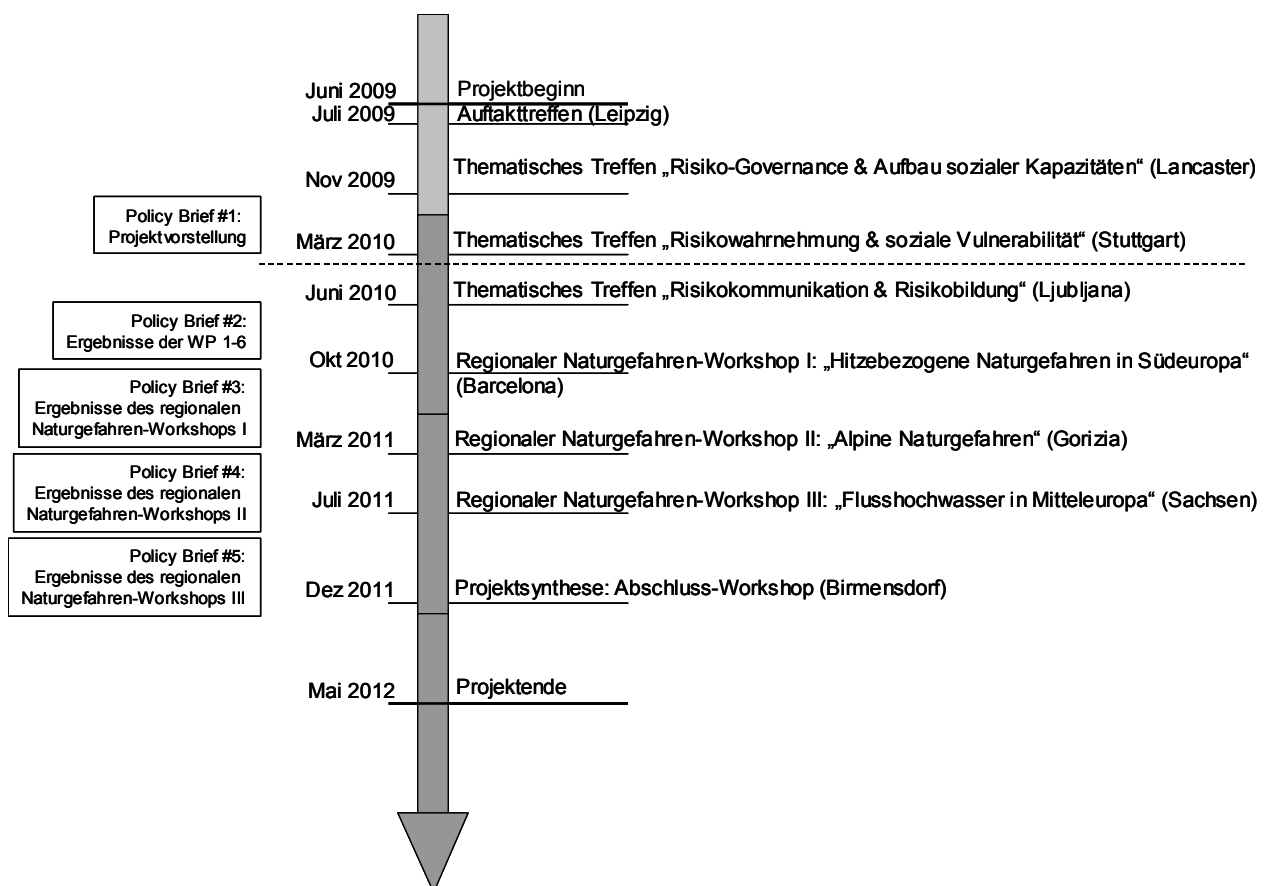 Juni 2009 Projektbeginn
Juli 2009 Auftakttreffen (Leipzig)
Nov 2009 Thematisches Treffen „Risiko-Governance & Aufbau sozialer Kapazitäten“ (Lancaster)
Policy Brief #1:
Projektvorstellung
März 2010 Thematisches Treffen „Risikowahrnehmung & soziale Vulnerabilität“ (Stuttgart)
Juni 2010 Thematisches Treffen „Risikokommunikation & Risikobildung“ (Ljubljana)
Policy Brief #2:
Ergebnisse der WP 1-6
Okt 2010 Regionaler Naturgefahren-Workshop I: „Hitzebezogene Naturgefahren in Südeuropa“
(Barcelona)
Policy Brief #3:
Ergebnisse des regionalen
Naturgefahren-Workshops I
März 2011 Regionaler Naturgefahren-Workshop II: „Alpine Naturgefahren“ (Gorizia)
Policy Brief #4:
Ergebnisse des regionalen
Naturgefahren-Workshops II
Juli 2011 Regionaler Naturgefahren-Workshop III: „Flusshochwasser in Mitteleuropa“ (Sachsen)
Policy Brief #5:
Ergebnisse des regionalen
Naturgefahren-Workshops III
Dez 2011 Projektsynthese: Abschluss-Workshop (Birmensdorf)
Mai 2012 Projektende